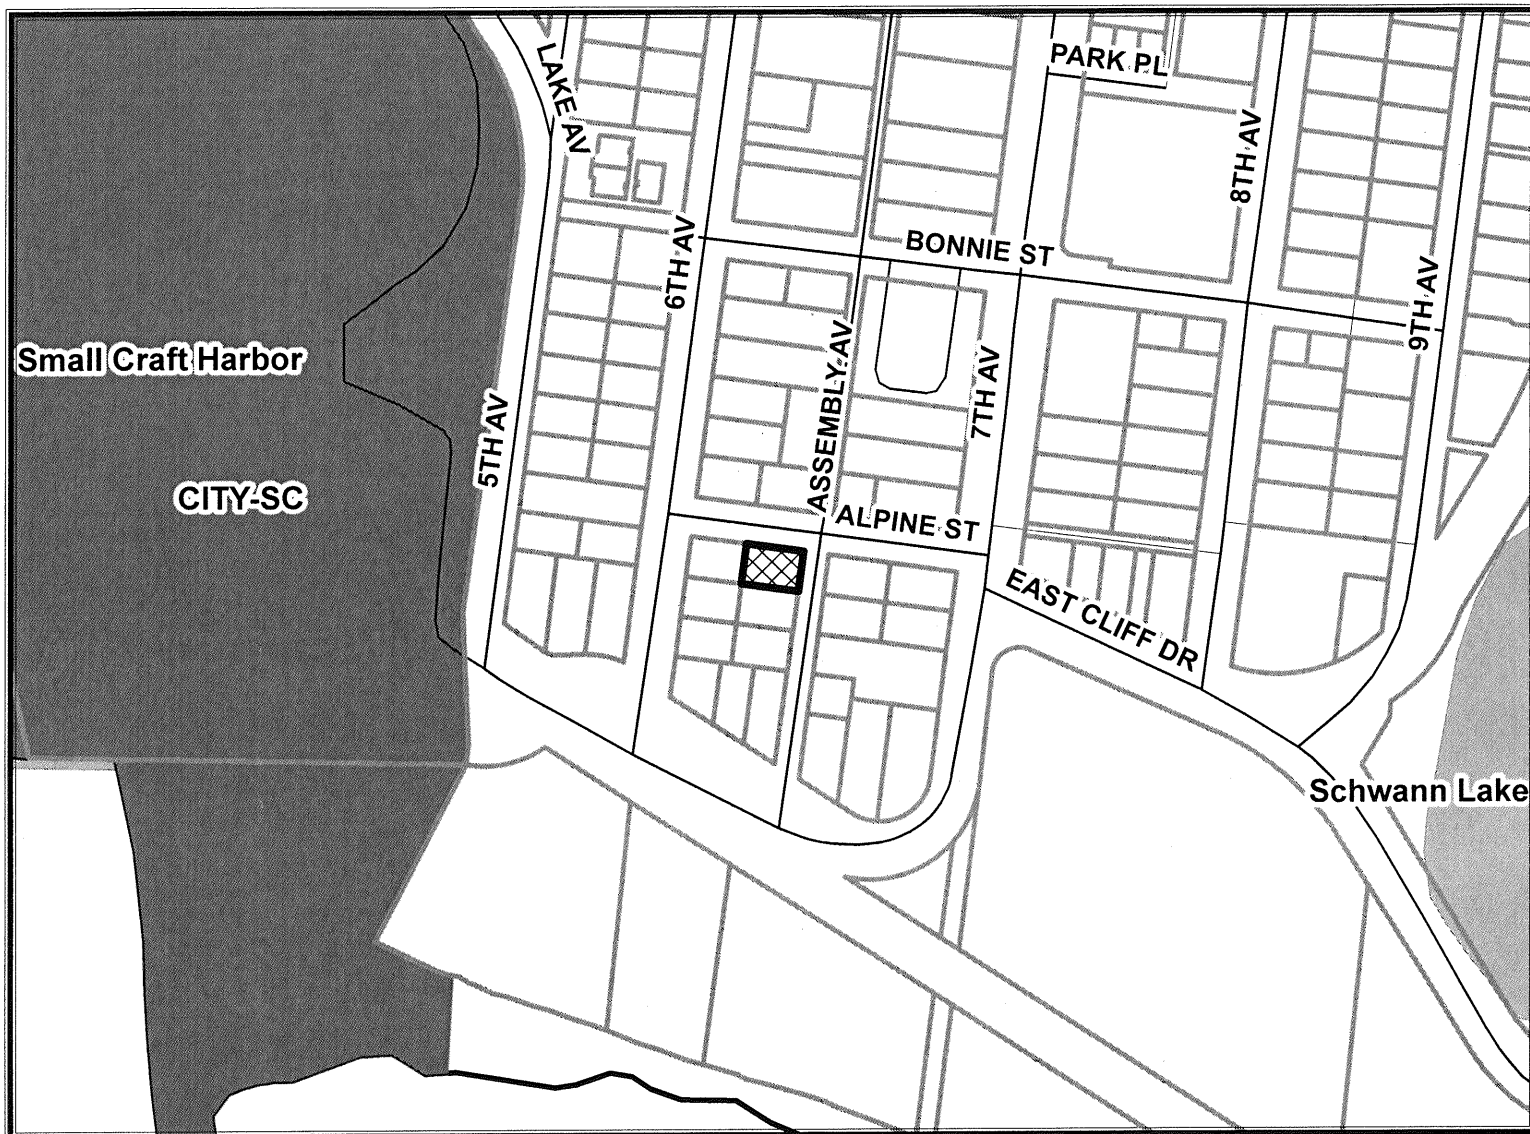 LAKE AV
PARK PL
8TH AV
6TH AV
BONNIE ST
9TH AV
Small Craft Harbor
ASSEMBLY AV
7TH AV
5TH AV
CITY-SC
ALPINE ST
EAST CLIFF DR
Schwann Lake